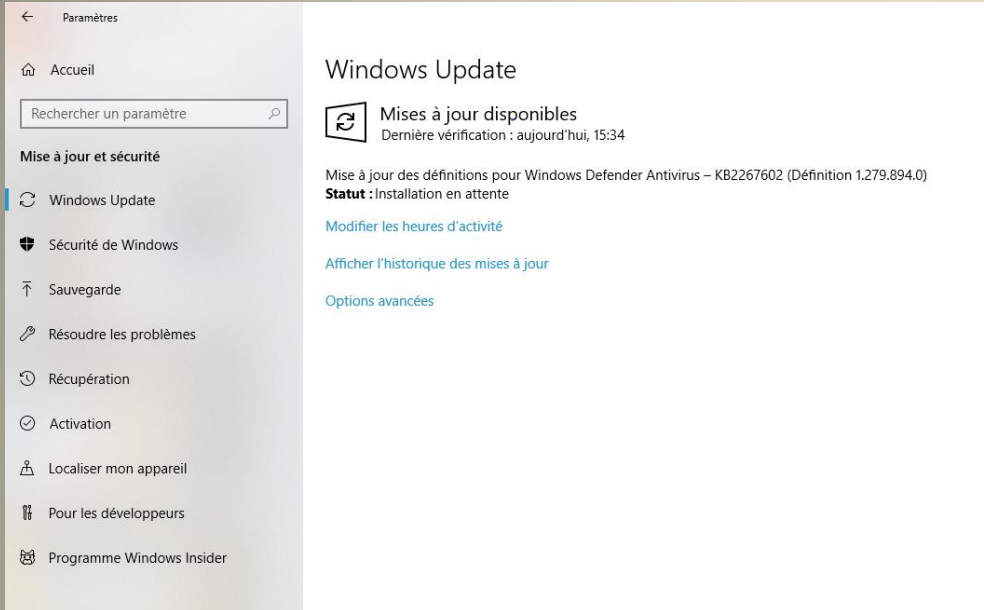 Paramètres
Accueil
Rechercher un paramètre
Mise à jour et sécurité
Windows Update
Sécurité de Windows
Sauvegarde
Résoudre les problèmes
Récupération
Activation
Localiser mon appareil
Pour les développeurs
Programme Windows Insider
Windows Update
Mises à jour disponibles
Dernière vérification : aujourd'hui, 15:34
Mise à jour des définitions pour Windows Defender Antivirus – KB2267602 (Définition 1.279.894.0)
Statut : Installation en attente
Modifier les heures d’activité
Afficher l’historique des mises à jour
Options avancées